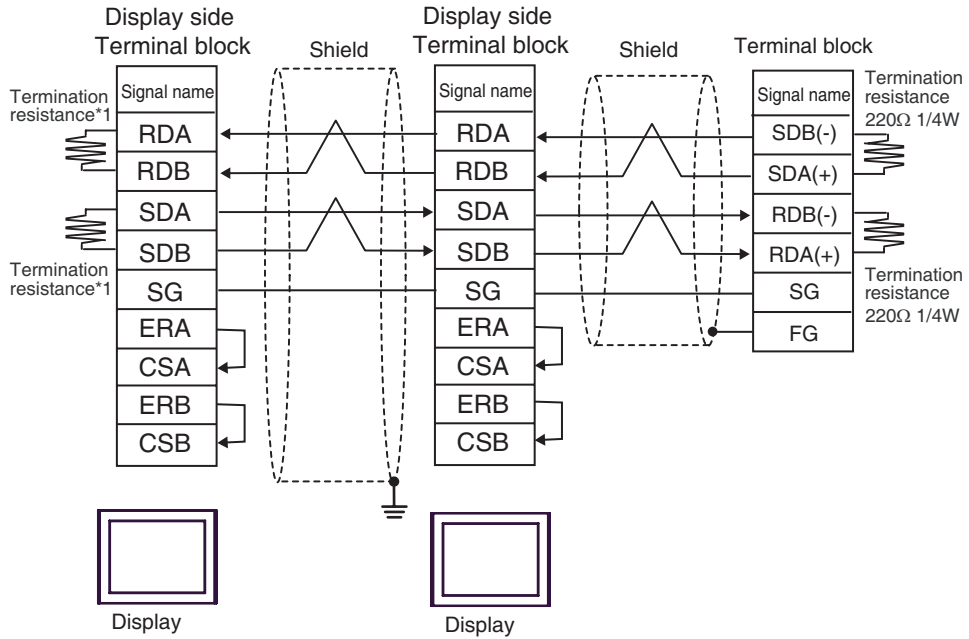 Display side
Terminal block
Shield
Display side
Terminal block
Shield
Terminal block
Termination
resistance*1
Termination
resistance*1
Signal name
RDA
RDB
SDA
SDB
SG
ERA
CSA
ERB
CSB
Signal name
RDA
RDB
SDA
SDB
SG
ERA
CSA
ERB
CSB
Signal name
SDB(-)
SDA(+)
RDB(-)
RDA(+)
SG
FG
Termination
resistance
220Ω 1/4W
Termination
resistance
220Ω 1/4W
Display
Display